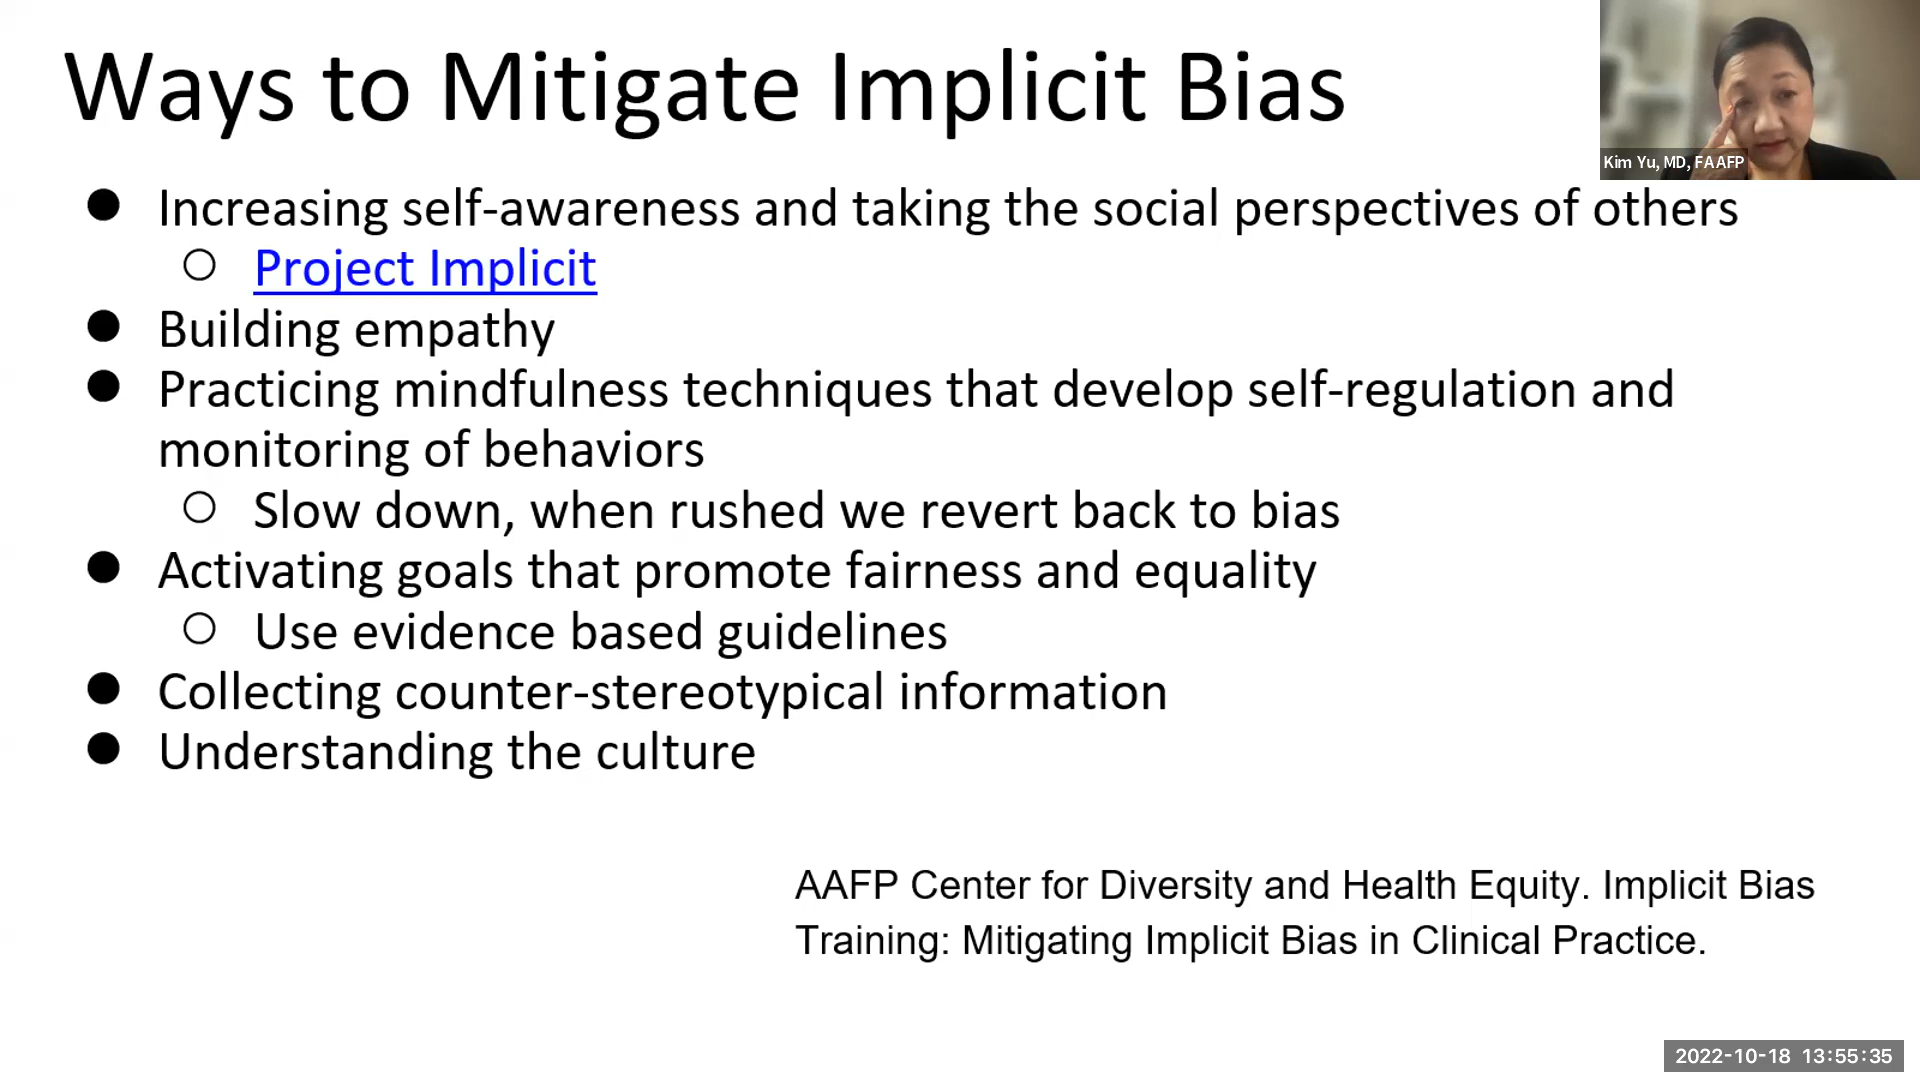 Ways to Mitigate Implicit Bias
Kim Yu, MD, FAAFP
● Increasing self-awareness and taking the social perspectives of others
○ Project Implicit
● Building empathy
● Practicing mindfulness techniques that develop self-regulation and
monitoring of behaviors
○ Slow down, when rushed we revert back to bias
● Activating goals that promote fairness and equality
○ Use evidence based guidelines
● Collecting counter-stereotypical information
● Understanding the culture
AAFP Center for Diversity and Health Equity. Implicit Bias
Training: Mitigating Implicit Bias in Clinical Practice.
2022-10-18 13:55:35